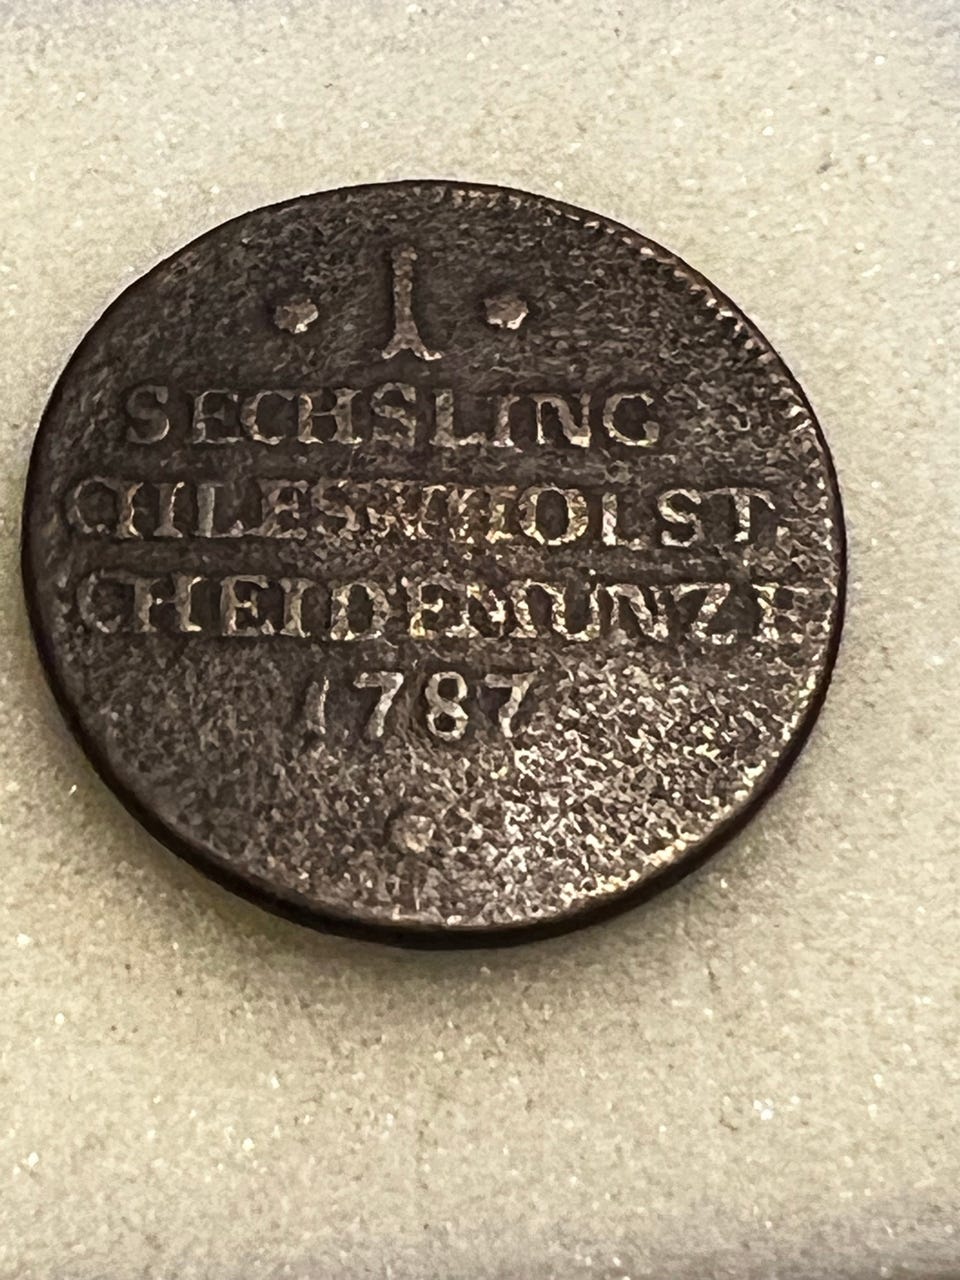 1
SECHSLING
CHLESWHOLST
CHEIDEMUNZE
1787